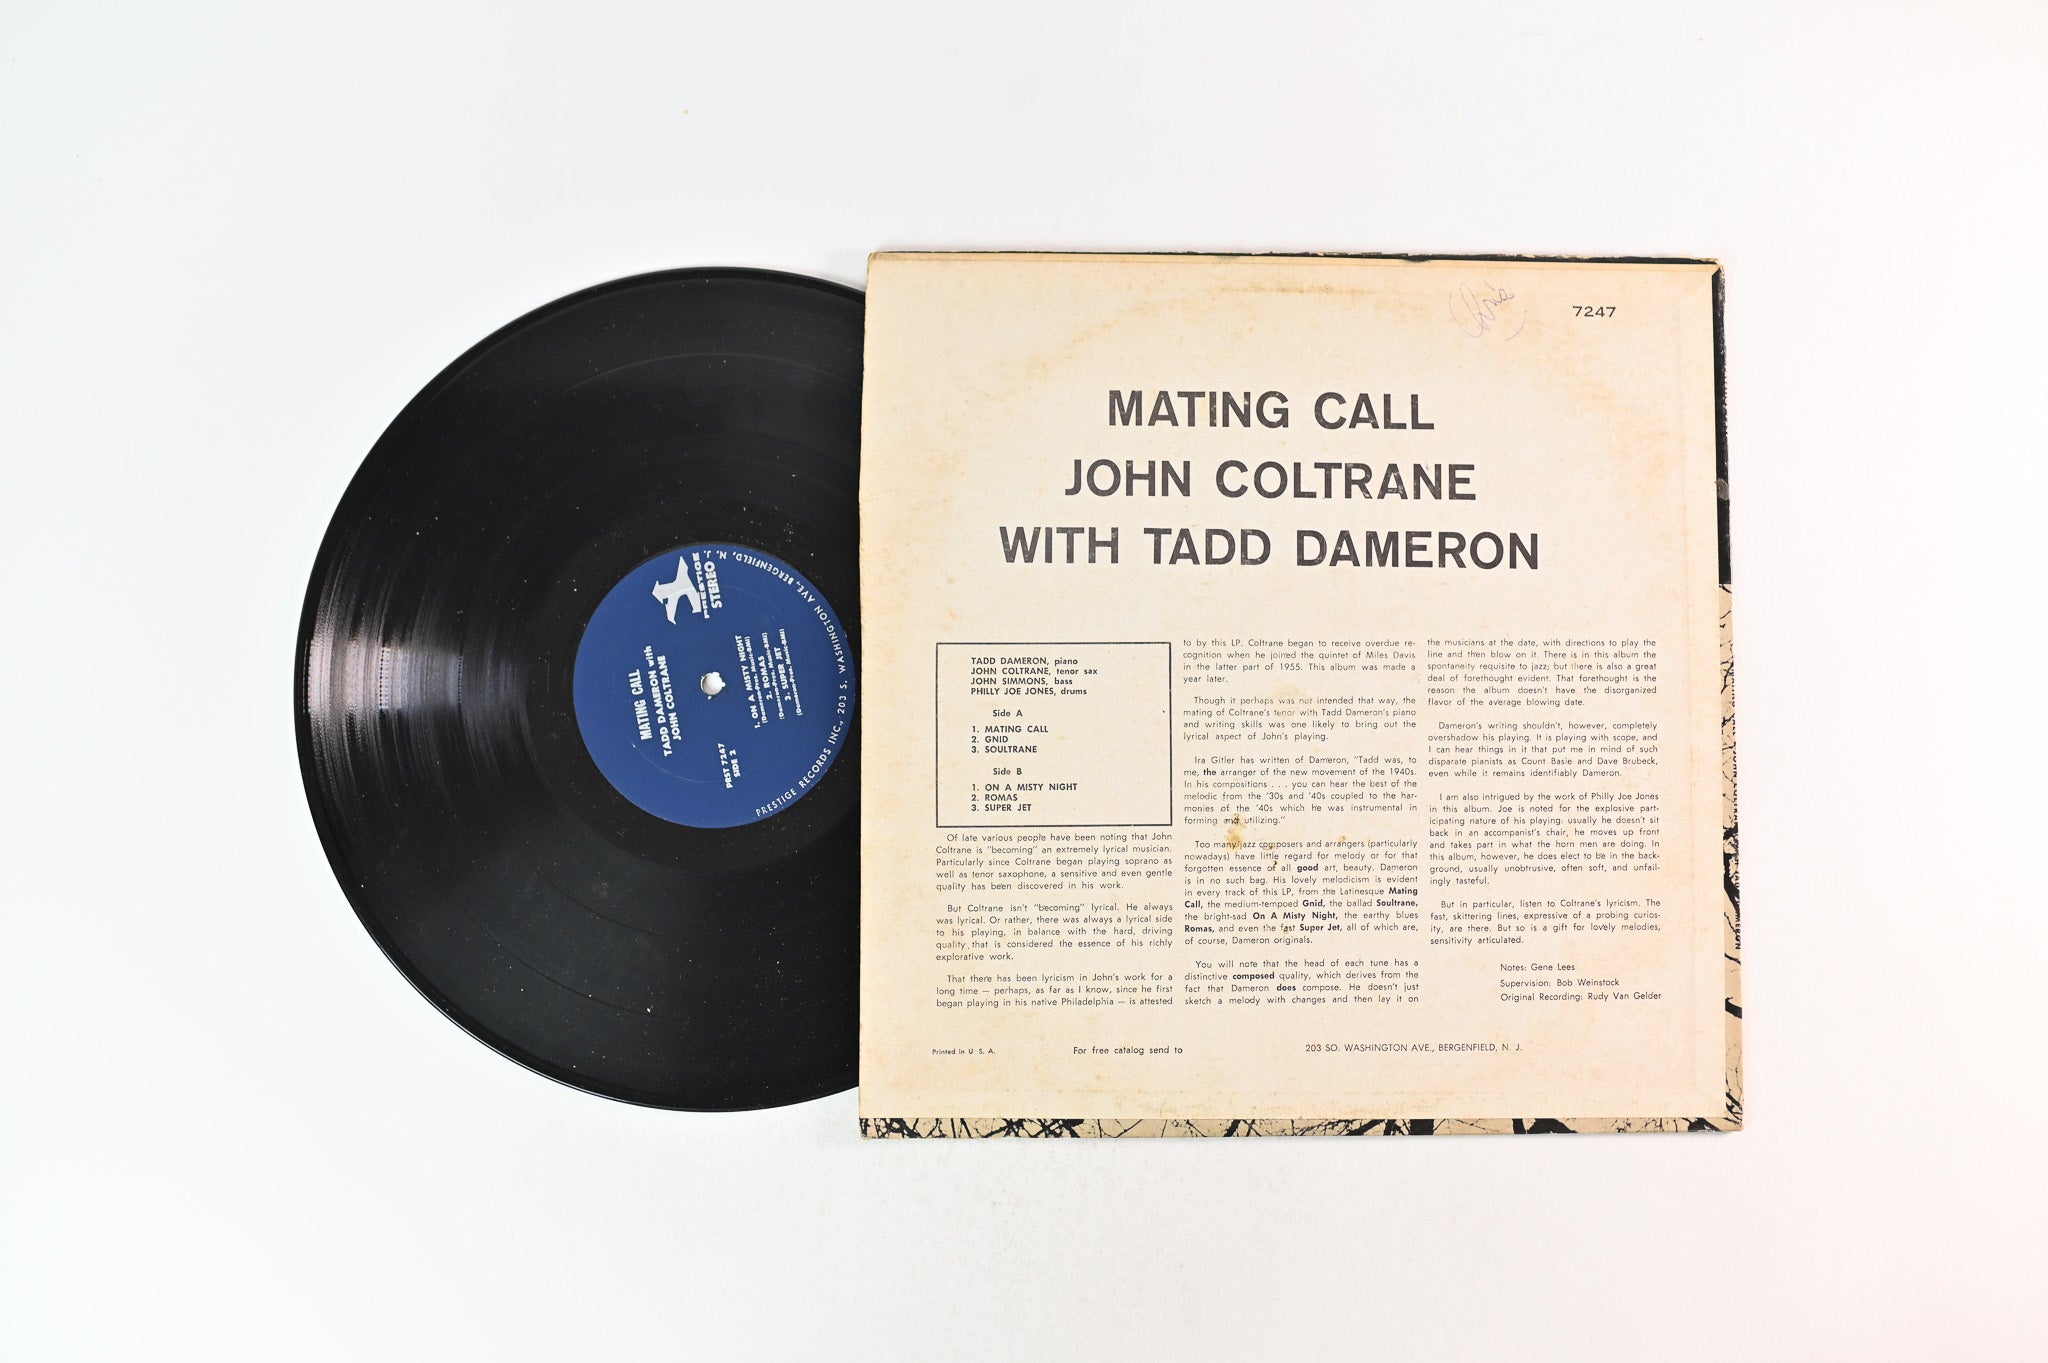 PRESTIGE
STEREO
MATING CALL
TADD DAMERON with
JOHN COLTRANE
PRST 7247
SIDE 2
1. ON A MISTY NIGHT
(Dameron-Pres. Music-BMI)
2. ROMAS
(Dameron-Pres. Music-BMI)
3. SUPER JET
(Dameron-Pres. Music-BMI)
PRESTIGE RECORDS INC., 203 S. WASHINGTON AVE., BERGENFIELD, N. J.
Chris
7247
MATING CALL
JOHN COLTRANE
WITH TADD DAMERON
TADD DAMERON, piano
JOHN COLTRANE, tenor sax
JOHN SIMMONS, bass
PHILLY JOE JONES, drums
Side A
1. MATING CALL
2. GNID
3. SOULTRANE
Side B
1. ON A MISTY NIGHT
2. ROMAS
3. SUPER JET
Of late various people have been noting that John
Coltrane is "becoming" an extremely lyrical musician.
Particularly since Coltrane began playing soprano as
well as tenor saxophone, a sensitive and even gentle
quality has been discovered in his work.
But Coltrane isn't "becoming" lyrical. He always
was lyrical. Or rather, there was always a lyrical side
to his playing, in balance with the hard, driving
quality that is considered the essence of his richly
explorative work.
That there has been lyricism in John's work for a
long time — perhaps, as far as I know, since he first
began playing in his native Philadelphia — is attested
to by this LP. Coltrane began to receive overdue re-
cognition when he joined the quintet of Miles Davis
in the latter part of 1955. This album was made a
year later.
Though it perhaps was not intended that way, the
mating of Coltrane's tenor with Tadd Dameron's piano
and writing skills was one likely to bring out the
lyrical aspect of John's playing.
Ira Gitler has written of Dameron, "Tadd was, to
me, the arranger of the new movement of the 1940s.
In his compositions . . . you can hear the best of the
melodic from the '30s and '40s coupled to the har-
monies of the '40s which he was instrumental in
forming and utilizing."
Too many jazz composers and arrangers (particularly
nowadays) have little regard for melody or for that
forgotten essence of all good art, beauty. Dameron
is in no such bag. His lovely melodicism is evident
in every track of this LP, from the Latinesque Mating
Call, the medium-tempoed Gnid, the ballad Soultrane,
the bright-sad On A Misty Night, the earthy blues
Romas, and even the fast Super Jet, all of which are,
of course, Dameron originals.
You will note that the head of each tune has a
distinctive composed quality, which derives from the
fact that Dameron does compose. He doesn't just
sketch a melody with changes and then lay it on
the musicians at the date, with directions to play the
line and then blow on it. There is in this album the
spontaneity requisite to jazz; but there is also a great
deal of forethought evident. That forethought is the
reason the album doesn't have the disorganized
flavor of the average blowing date.
Dameron's writing shouldn't, however, completely
overshadow his playing. It is playing with scope, and
I can hear things in it that put me in mind of such
disparate pianists as Count Basie and Dave Brubeck,
even while it remains identifiably Dameron.
I am also intrigued by the work of Philly Joe Jones
in this album. Joe is noted for the explosive part-
icipating nature of his playing: usually he doesn't sit
back in an accompanist's chair, he moves up front
and takes part in what the horn men are doing. In
this album, however, he does elect to be in the back-
ground, usually unobtrusive, often soft, and unfail-
ingly tasteful.
But in particular, listen to Coltrane's lyricism. The
fast, skittering lines, expressive of a probing curios-
ity, are there. But so is a gift for lovely melodies,
sensitivity articulated.
Notes: Gene Lees
Supervision: Bob Weinstock
Original Recording: Rudy Van Gelder
Printed in U S. A.
For free catalog send to
203 SO. WASHINGTON AVE., BERGENFIELD, N. J.